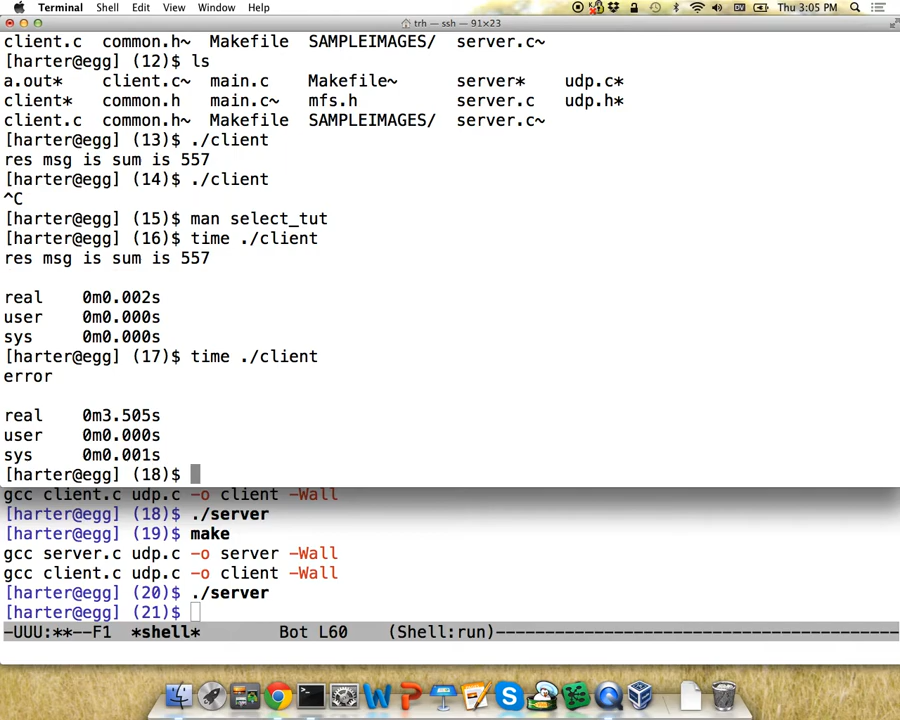 Terminal Shell Edit View Window Help Thu 3:05 PM
trh — ssh — 91×23
client.c common.h~ Makefile SAMPLEIMAGES/ server.c~
[harter@egg] (12)$ ls
a.out* client.c~ main.c Makefile~ server* udp.c*
client* common.h main.c~ mfs.h server.c udp.h*
client.c common.h~ Makefile SAMPLEIMAGES/ server.c~
[harter@egg] (13)$ ./client
res msg is sum is 557
[harter@egg] (14)$ ./client
^C
[harter@egg] (15)$ man select_tut
[harter@egg] (16)$ time ./client
res msg is sum is 557
real 0m0.002s
user 0m0.000s
sys 0m0.000s
[harter@egg] (17)$ time ./client
error
real 0m3.505s
user 0m0.000s
sys 0m0.001s
[harter@egg] (18)$
gcc client.c udp.c -o client -Wall
[harter@egg] (18)$ ./server
[harter@egg] (19)$ make
gcc server.c udp.c -o server -Wall
gcc client.c udp.c -o client -Wall
[harter@egg] (20)$ ./server
[harter@egg] (21)$
-UUU:**--F1 *shell* Bot L60 (Shell:run)----------------------------------------